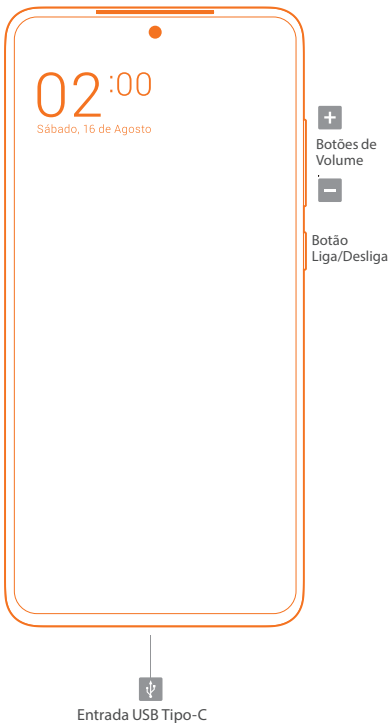 02:00
Sábado, 16 de Agosto
+
Botões de
Volume
−
Botão
Liga/Desliga
Entrada USB Tipo-C